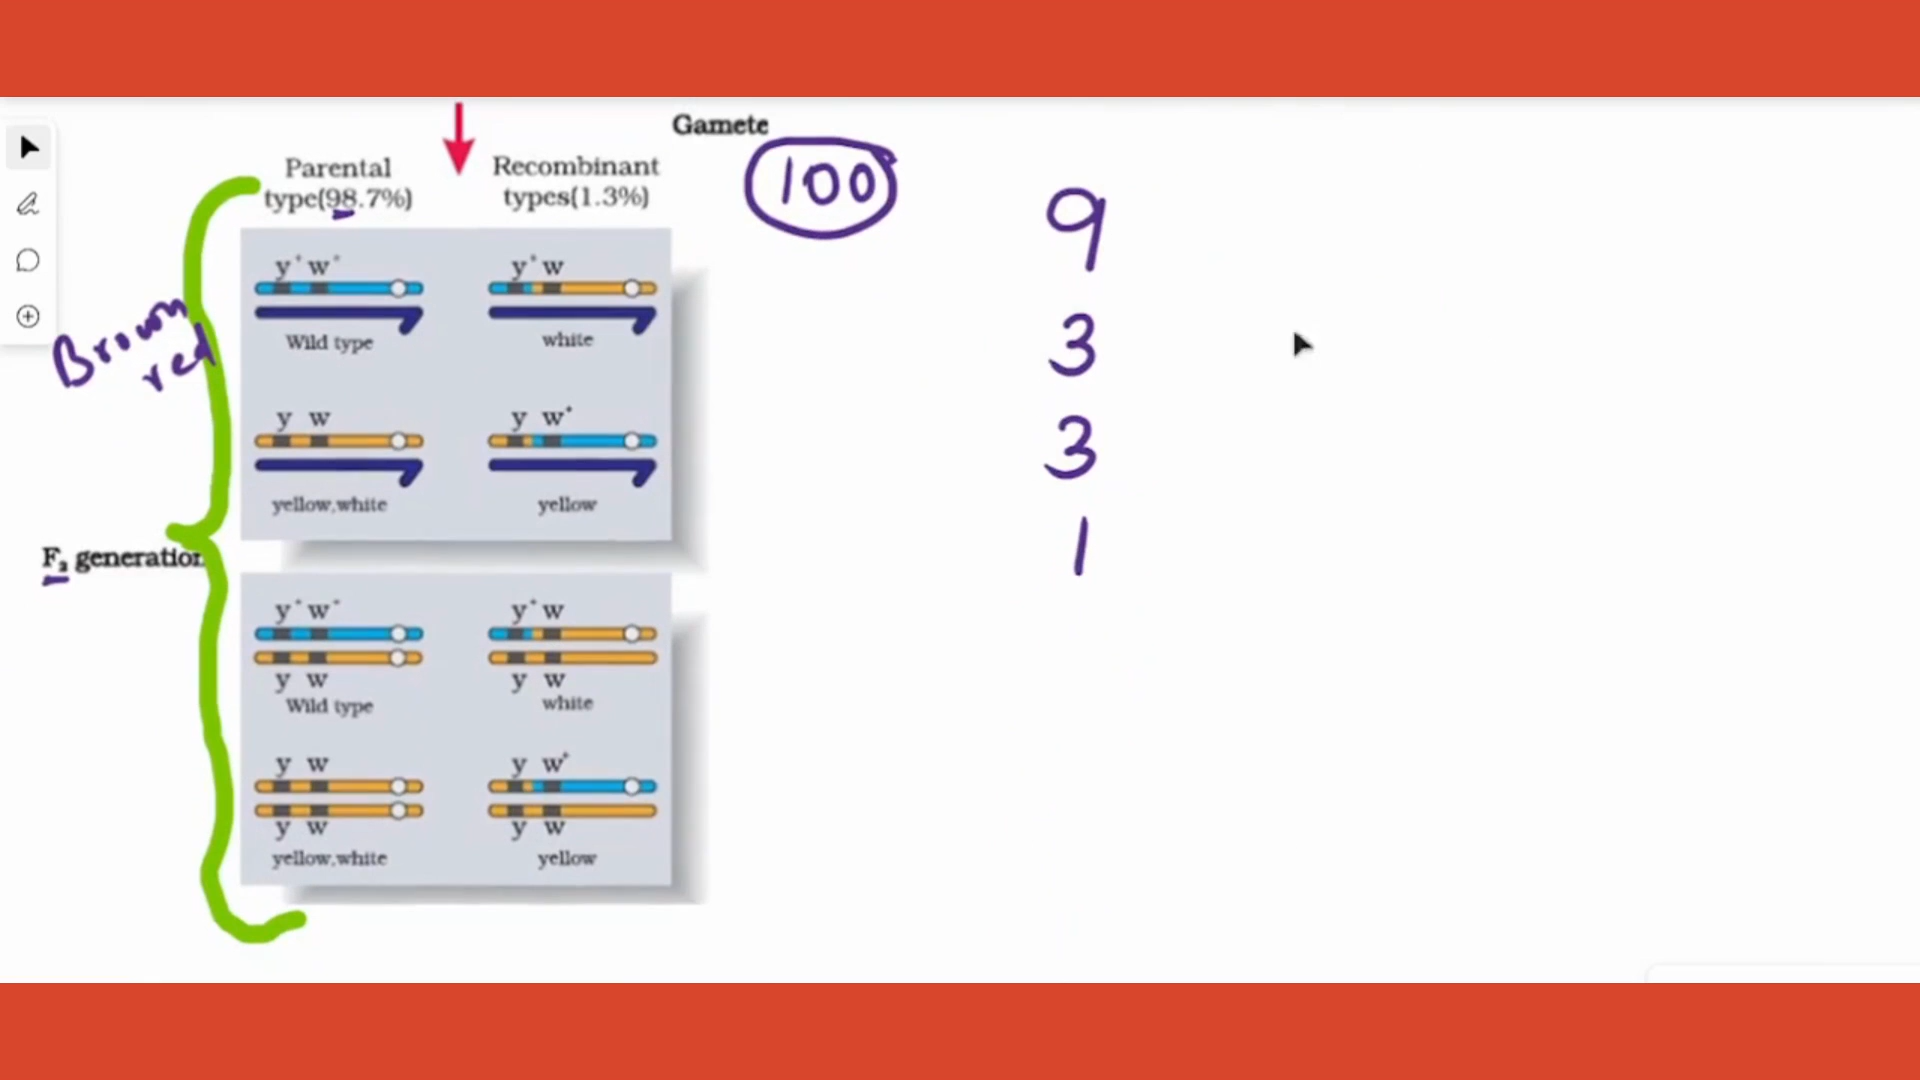 Gamete
Parental
type(98.7%)
Recombinant
types(1.3%)
100
9
3
3
1
Brown
red
F₂ generation
y⁺ w⁺
Wild type
y⁺ w
white
y w
yellow,white
y w⁺
yellow
y⁺ w⁺
y w
Wild type
y⁺ w
y w
white
y w
y w
yellow,white
y w⁺
y w
yellow